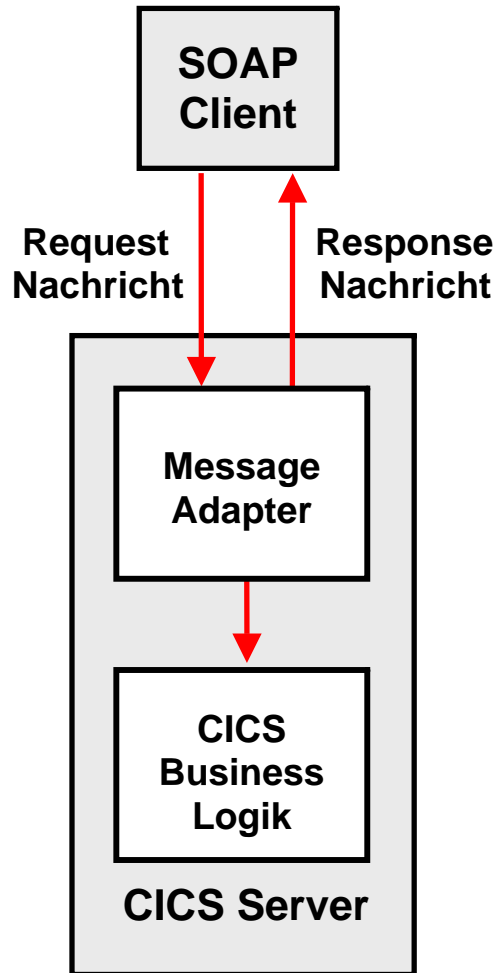 SOAP
Client
Request
Nachricht
Response
Nachricht
Message
Adapter
CICS
Business
Logik
CICS Server